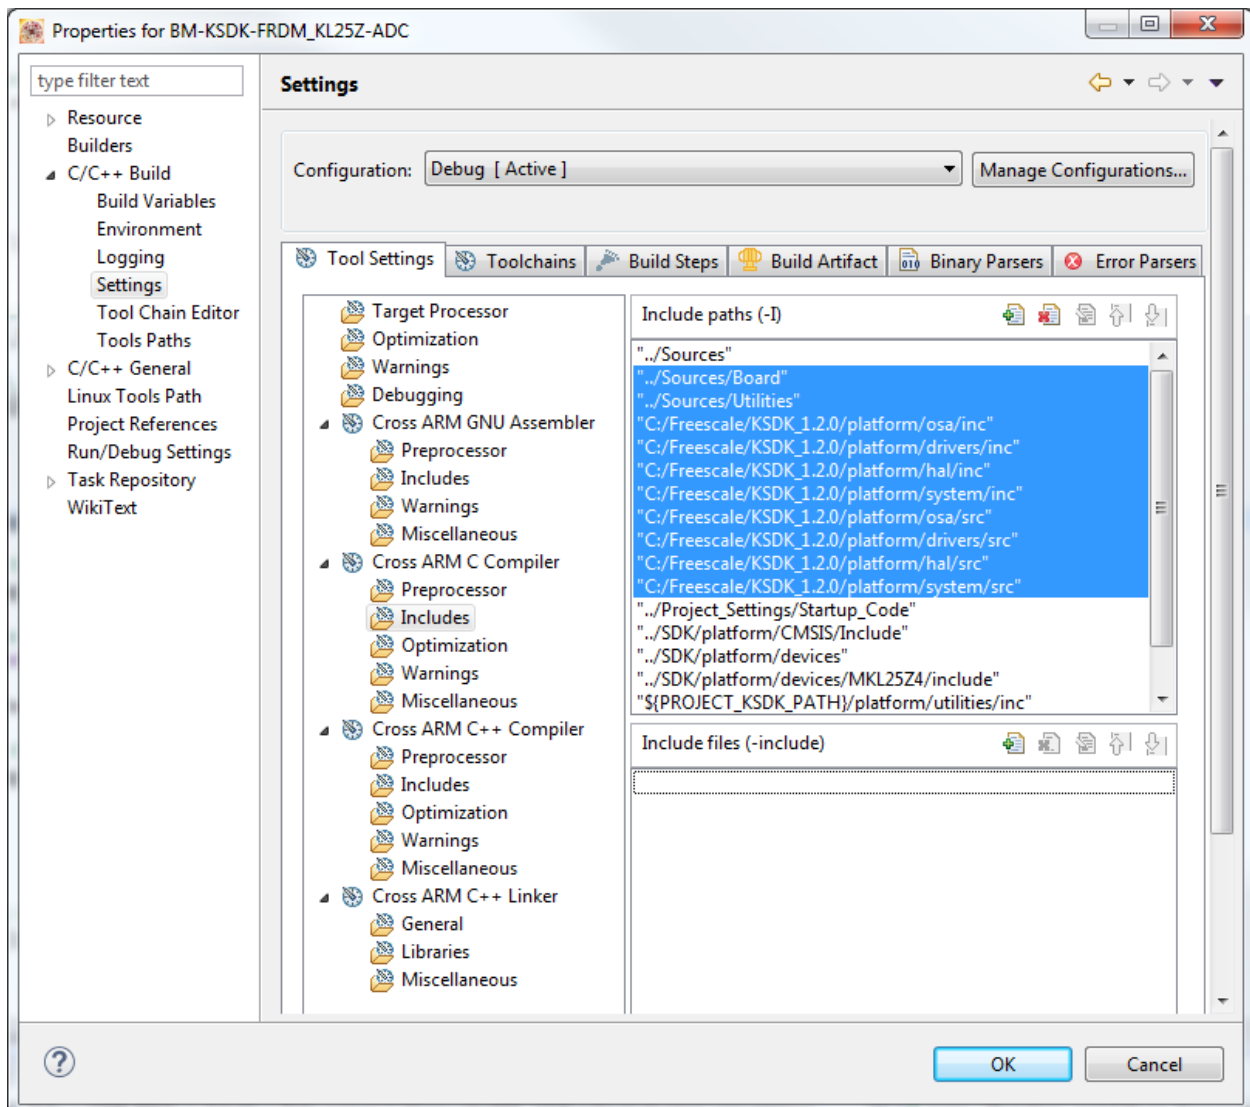 Properties for BM-KSDK-FRDM_KL25Z-ADC
type filter text
Resource
Builders
C/C++ Build
Build Variables
Environment
Logging
Settings
Tool Chain Editor
Tools Paths
C/C++ General
Linux Tools Path
Project References
Run/Debug Settings
Task Repository
WikiText
Settings
Configuration:
Debug [ Active ]
Manage Configurations...
Tool Settings
Toolchains
Build Steps
Build Artifact
Binary Parsers
Error Parsers
Target Processor
Optimization
Warnings
Debugging
Cross ARM GNU Assembler
Preprocessor
Includes
Warnings
Miscellaneous
Cross ARM C Compiler
Preprocessor
Includes
Optimization
Warnings
Miscellaneous
Cross ARM C++ Compiler
Preprocessor
Includes
Optimization
Warnings
Miscellaneous
Cross ARM C++ Linker
General
Libraries
Miscellaneous
Include paths (-I)
"../Sources"
"../Sources/Board"
"../Sources/Utilities"
"C:/Freescale/KSDK_1.2.0/platform/osa/inc"
"C:/Freescale/KSDK_1.2.0/platform/drivers/inc"
"C:/Freescale/KSDK_1.2.0/platform/hal/inc"
"C:/Freescale/KSDK_1.2.0/platform/system/inc"
"C:/Freescale/KSDK_1.2.0/platform/osa/src"
"C:/Freescale/KSDK_1.2.0/platform/drivers/src"
"C:/Freescale/KSDK_1.2.0/platform/hal/src"
"C:/Freescale/KSDK_1.2.0/platform/system/src"
"../Project_Settings/Startup_Code"
"../SDK/platform/CMSIS/Include"
"../SDK/platform/devices"
"../SDK/platform/devices/MKL25Z4/include"
"${PROJECT_KSDK_PATH}/platform/utilities/inc"
Include files (-include)
OK
Cancel